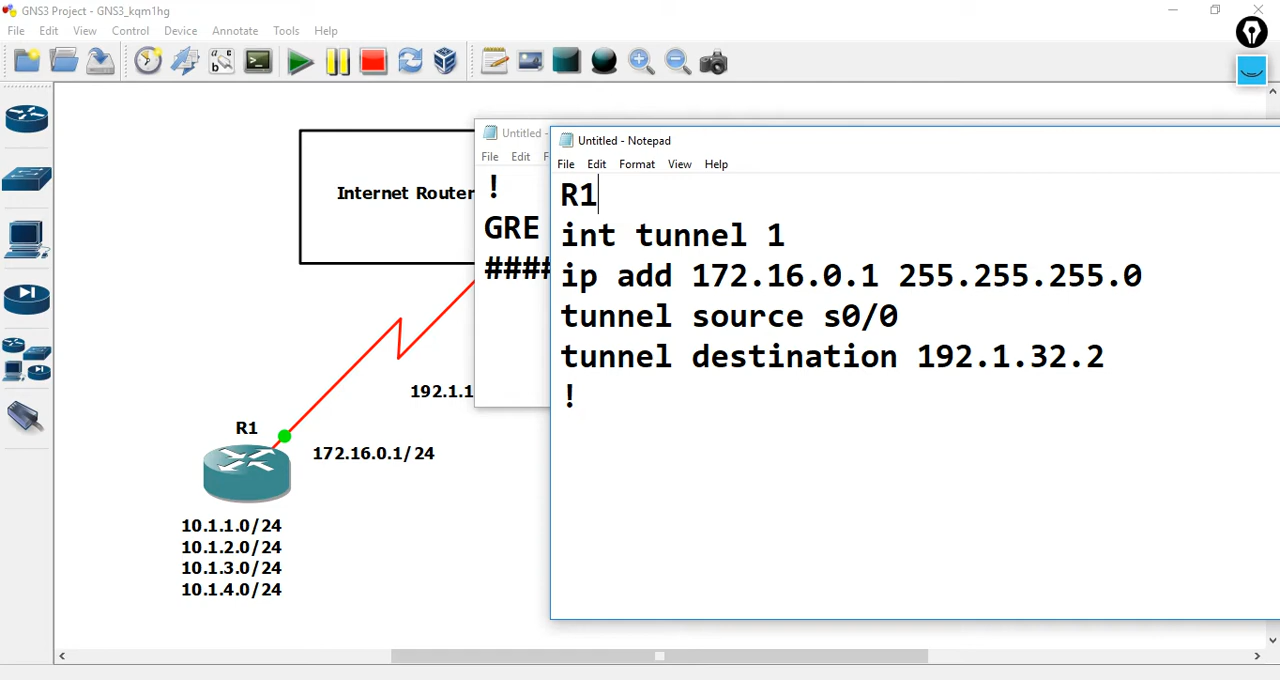 GNS3 Project - GNS3_kqm1hg
File Edit View Control Device Annotate Tools Help
Untitled -
File Edit F
!
GRE
####
Untitled - Notepad
File Edit Format View Help
R1
int tunnel 1
ip add 172.16.0.1 255.255.255.0
tunnel source s0/0
tunnel destination 192.1.32.2
!
Internet Router
192.1.1
R1
172.16.0.1/24
10.1.1.0/24
10.1.2.0/24
10.1.3.0/24
10.1.4.0/24